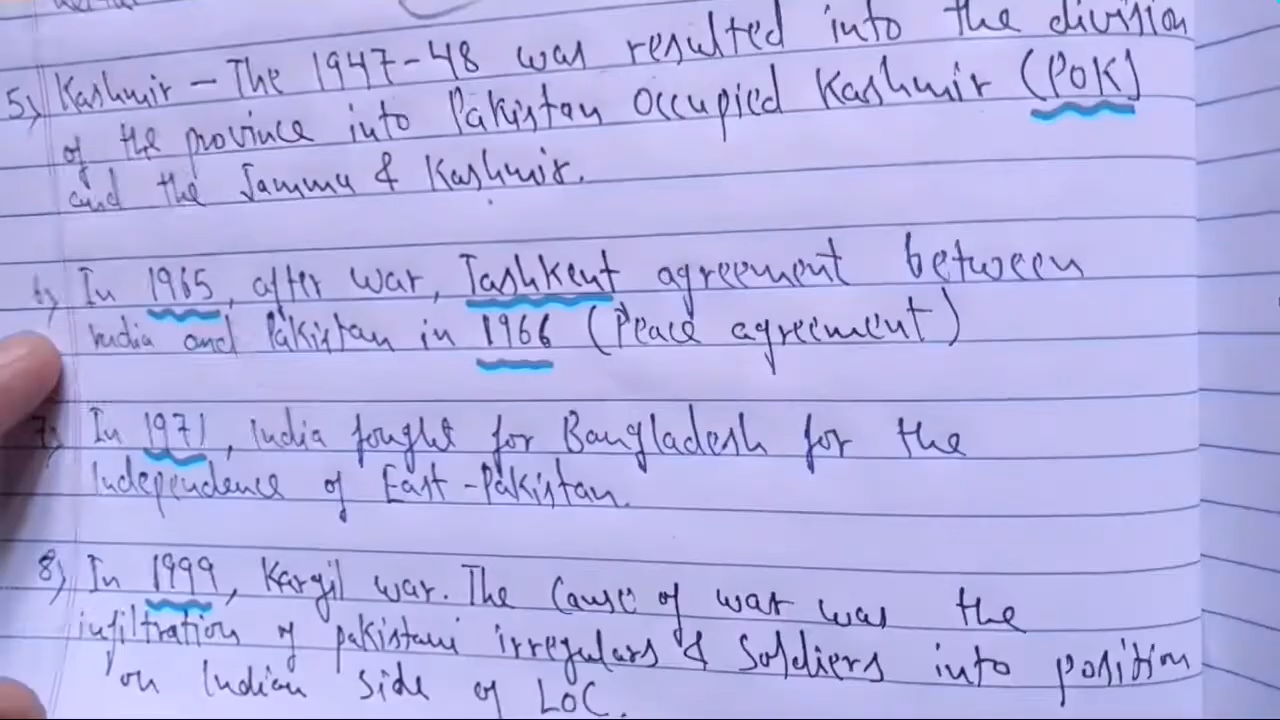 5) Kashmir - The 1947-48 was resulted into the division
of the province into Pakistan Occupied Kashmir (POK)
and the Jammu & Kashmir.
6) In 1965, after war, Tashkent agreement between
India and Pakistan in 1966 (Peace agreement)
7) In 1971, India fought for Bangladesh for the
Independence of East-Pakistan.
8) In 1999, Kargil war. The Cause of war was the
infiltration of pakistani irregulars & Soldiers into position
on Indian side of LOC.